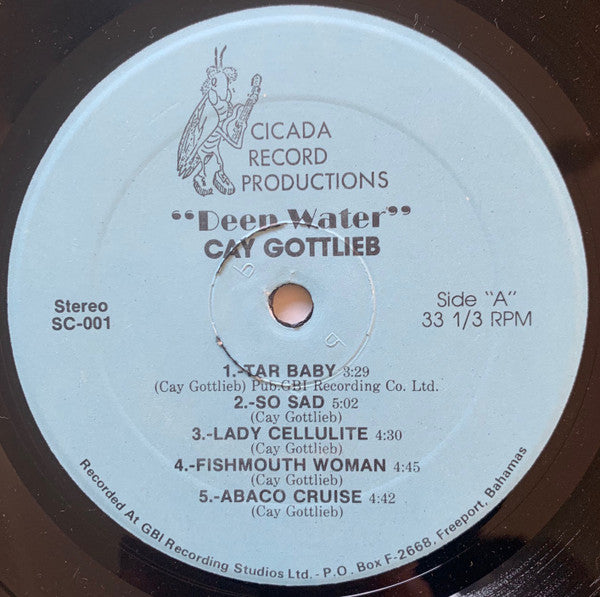 CICADA
RECORD
PRODUCTIONS
"Deep Water"
CAY GOTTLIEB
Stereo
SC-001
Side "A"
33 1/3 RPM
1.-TAR BABY 3:29
(Cay Gottlieb) Pub.GBI Recording Co. Ltd.
2.-SO SAD 5:02
(Cay Gottlieb)
3.-LADY CELLULITE 4:30
(Cay Gottlieb)
4.-FISHMOUTH WOMAN 4:45
(Cay Gottlieb)
5.-ABACO CRUISE 4:42
(Cay Gottlieb)
Recorded At GBI Recording Studios Ltd. - P.O. Box F-2668, Freeport, Bahamas